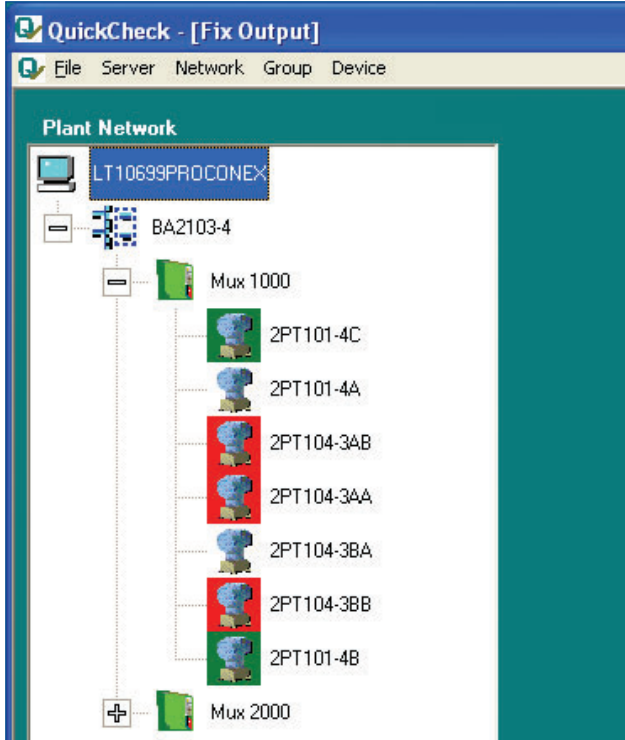 QuickCheck - [Fix Output]
File Server Network Group Device
Plant Network
LT10699PROCONEX
BA2103-4
Mux 1000
2PT101-4C
2PT101-4A
2PT104-3AB
2PT104-3AA
2PT104-3BA
2PT104-3BB
2PT101-4B
Mux 2000